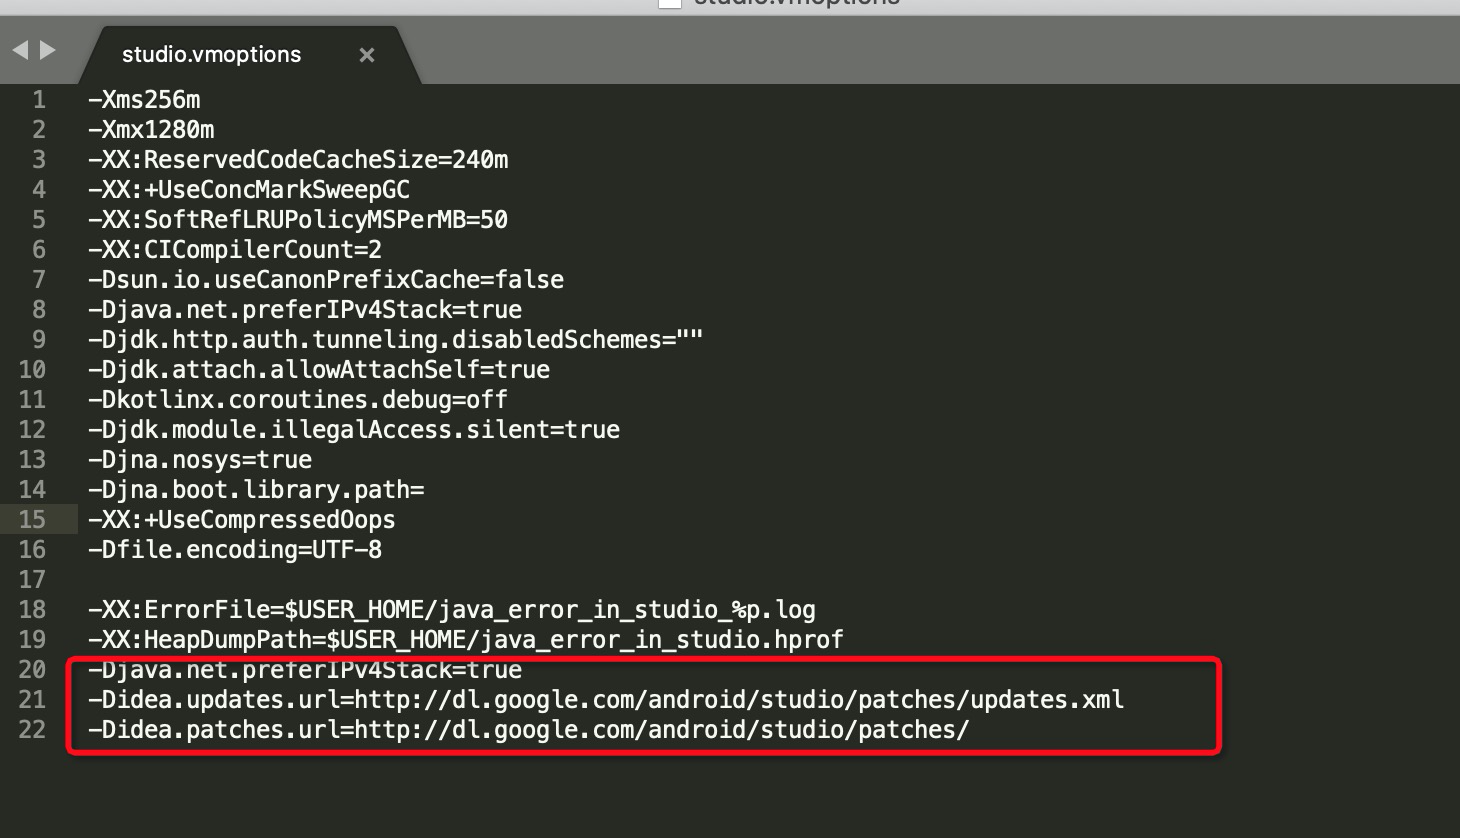 studio.vmoptions
studio.vmoptions ×
1 -Xms256m
2 -Xmx1280m
3 -XX:ReservedCodeCacheSize=240m
4 -XX:+UseConcMarkSweepGC
5 -XX:SoftRefLRUPolicyMSPerMB=50
6 -XX:CICompilerCount=2
7 -Dsun.io.useCanonPrefixCache=false
8 -Djava.net.preferIPv4Stack=true
9 -Djdk.http.auth.tunneling.disabledSchemes=""
10 -Djdk.attach.allowAttachSelf=true
11 -Dkotlinx.coroutines.debug=off
12 -Djdk.module.illegalAccess.silent=true
13 -Djna.nosys=true
14 -Djna.boot.library.path=
15 -XX:+UseCompressedOops
16 -Dfile.encoding=UTF-8
17
18 -XX:ErrorFile=$USER_HOME/java_error_in_studio_%p.log
19 -XX:HeapDumpPath=$USER_HOME/java_error_in_studio.hprof
20 -Djava.net.preferIPv4Stack=true
21 -Didea.updates.url=http://dl.google.com/android/studio/patches/updates.xml
22 -Didea.patches.url=http://dl.google.com/android/studio/patches/